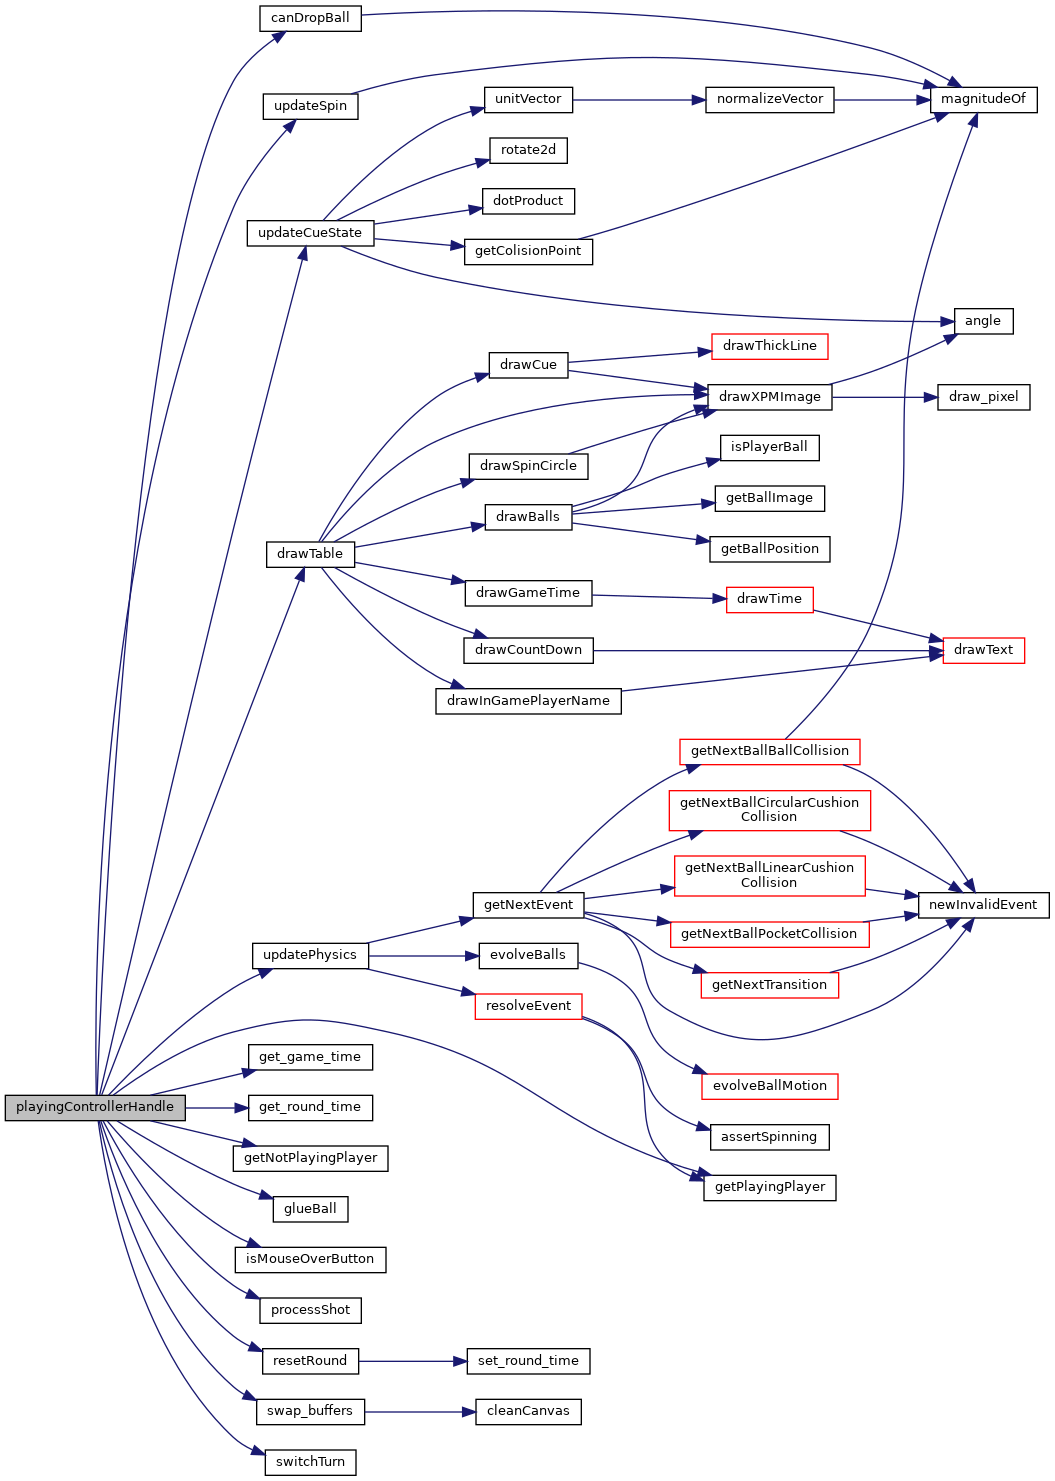 canDropBall
updateSpin
unitVector
normalizeVector
magnitudeOf
rotate2d
dotProduct
updateCueState
getColisionPoint
angle
drawThickLine
drawCue
drawXPMImage
draw_pixel
isPlayerBall
drawSpinCircle
getBallImage
drawBalls
getBallPosition
drawTable
drawGameTime
drawTime
drawCountDown
drawText
drawInGamePlayerName
getNextBallBallCollision
getNextBallCircularCushion
Collision
getNextBallLinearCushion
Collision
getNextEvent
newInvalidEvent
getNextBallPocketCollision
updatePhysics
evolveBalls
getNextTransition
resolveEvent
get_game_time
evolveBallMotion
playingControllerHandle
get_round_time
assertSpinning
getNotPlayingPlayer
getPlayingPlayer
glueBall
isMouseOverButton
processShot
resetRound
set_round_time
swap_buffers
cleanCanvas
switchTurn